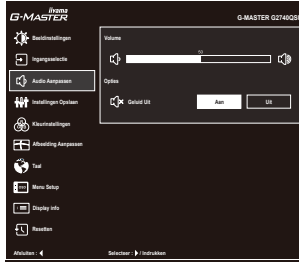 iiyama
G-MASTER
G-MASTER G2740QSU
Beeldinstellingen
Ingangsselectie
Audio Aanpassen
Instellingen Opslaan
Kleurinstellingen
Afbeelding Aanpassen
Taal
Menu Setup
Display info
Resetten
Volume
50
Opties
Geluid Uit
Aan
Uit
Afsluiten :
Selecteer : / Indrukken